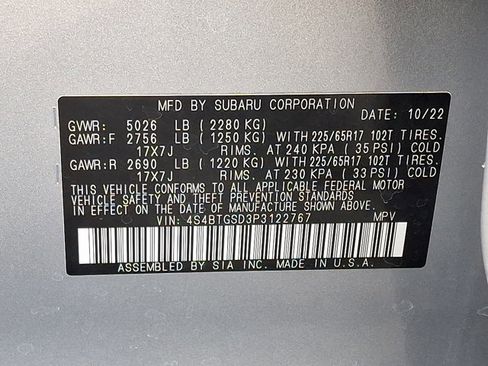 MFD BY SUBARU CORPORATION
DATE: 10/22
GVWR: 5026 LB ( 2280 KG)
GAWR:F 2756 LB ( 1250 KG) WITH 225/65R17 102T TIRES.
17X7J RIMS. AT 240 KPA ( 35 PSI) COLD
GAWR:R 2690 LB ( 1220 KG) WITH 225/65R17 102T TIRES.
17X7J RIMS. AT 230 KPA ( 33 PSI) COLD
THIS VEHICLE CONFORMS TO ALL APPLICABLE FEDERAL MOTOR
VEHICLE SAFETY AND BUMPER STANDARDS IN EFFECT ON
THE DATE OF MANUFACTURE SHOWN ABOVE.
VIN: 4S4BTGSD3P3122767 MPV
ASSEMBLED BY SIA INC. MADE IN U.S.A.